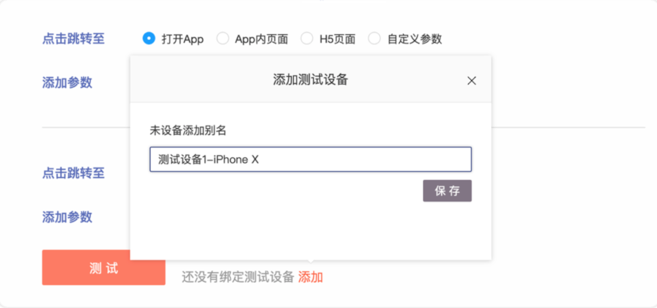 点击跳转至 打开App App内页面 H5页面 自定义参数
添加参数
添加测试设备
未设备添加别名
测试设备1-iPhone X
保存
点击跳转至
添加参数
测试 还没有绑定测试设备 添加